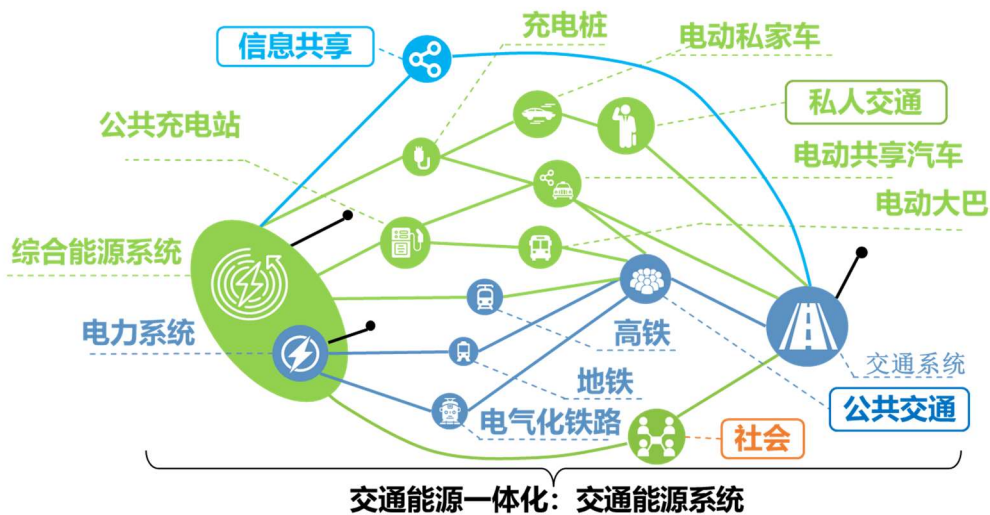 充电桩
电动私家车
信息共享
私人交通
公共充电站
电动共享汽车
电动大巴
综合能源系统
电力系统
高铁
交通系统
地铁
公共交通
电气化铁路
社会
交通能源一体化：交通能源系统